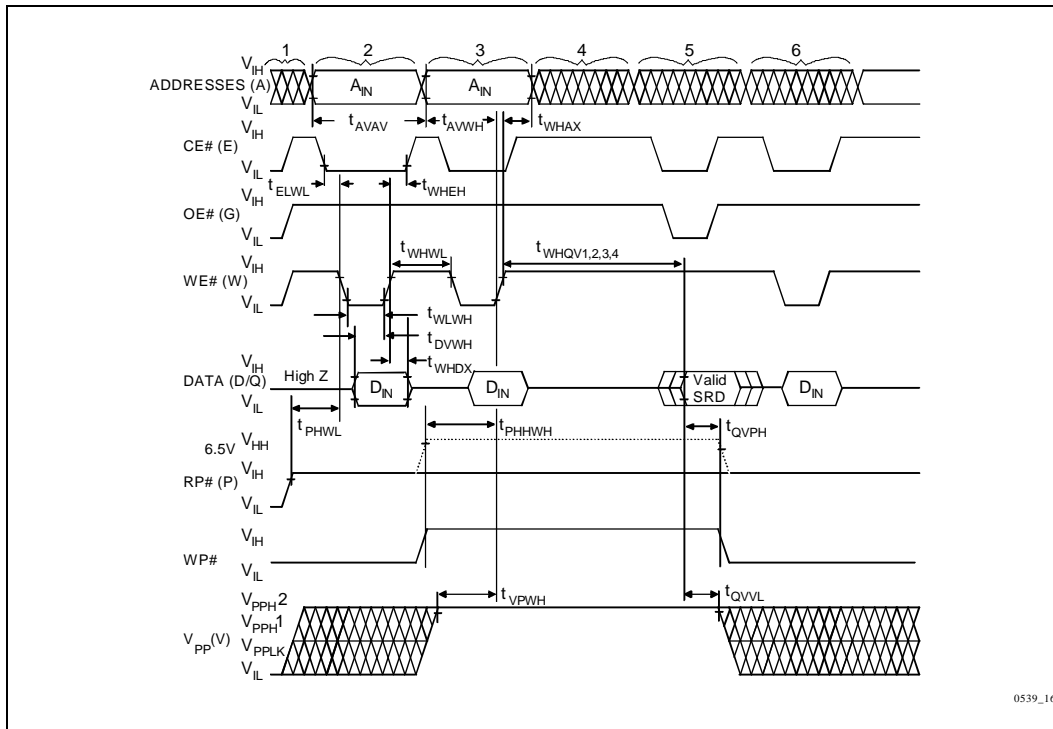 1 2 3 4 5 6
VIH
ADDRESSES (A) AIN AIN
VIL
tAVAV tAVWH tWHAX
VIH
CE# (E)
VIL
tELWL tWHEH
VIH
OE# (G)
VIL
tWHWL tWHQV1,2,3,4
VIH
WE# (W)
VIL
tWLWH
tDVWH
tWHDX
VIH
DATA (D/Q) High Z DIN DIN Valid SRD DIN
VIL
tPHWL tPHHWH tQVPH
6.5V VHH
VIH
RP# (P)
VIL
VIH
WP#
VIL
tVPWH tQVVL
VPPH2
VPPH1
VPP(V) VPPLK
VIL
0539_16